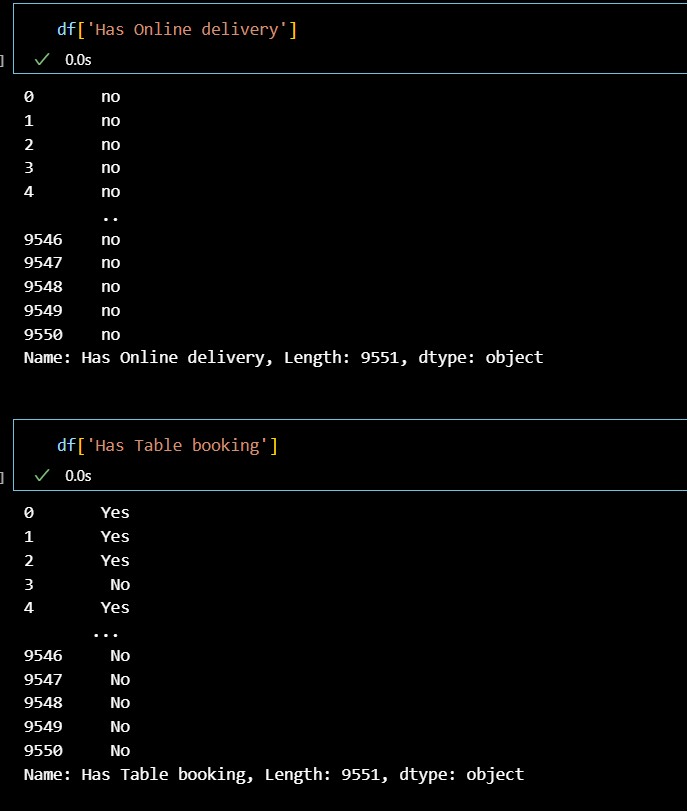 df['Has Online delivery']
] ✓ 0.0s
0 no
1 no
2 no
3 no
4 no
..
9546 no
9547 no
9548 no
9549 no
9550 no
Name: Has Online delivery, Length: 9551, dtype: object
df['Has Table booking']
] ✓ 0.0s
0 Yes
1 Yes
2 Yes
3 No
4 Yes
...
9546 No
9547 No
9548 No
9549 No
9550 No
Name: Has Table booking, Length: 9551, dtype: object